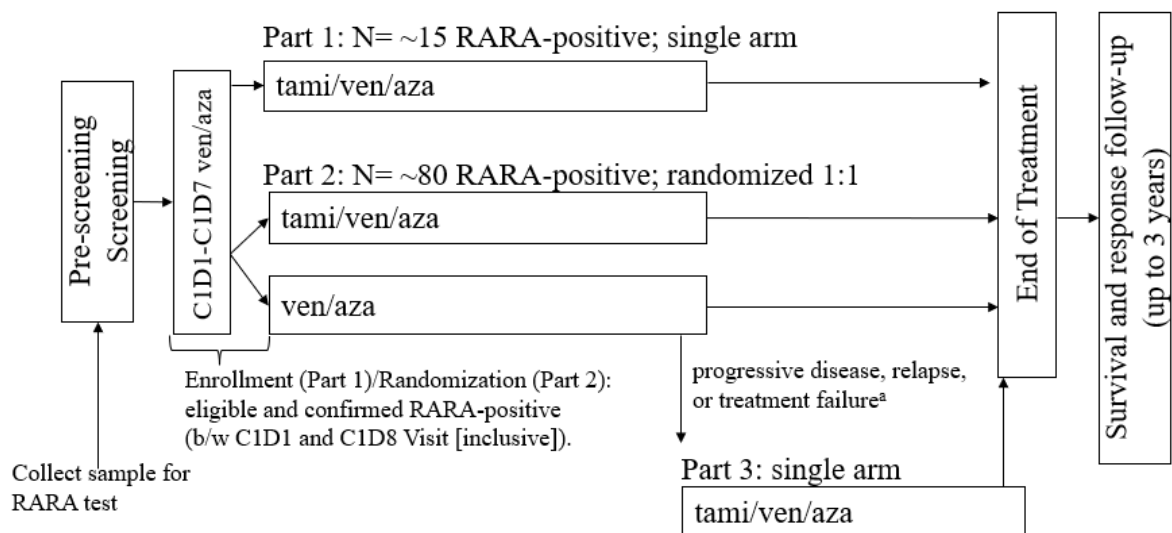 Part 1: N= ~15 RARA-positive; single arm
tami/ven/aza
Pre-screening
Screening
C1D1-C1D7 ven/aza
Part 2: N= ~80 RARA-positive; randomized 1:1
tami/ven/aza
ven/aza
End of Treatment
Survival and response follow-up
(up to 3 years)
Enrollment (Part 1)/Randomization (Part 2):
eligible and confirmed RARA-positive
(b/w C1D1 and C1D8 Visit [inclusive]).
progressive disease, relapse,
or treatment failureª
Collect sample for
RARA test
Part 3: single arm
tami/ven/aza